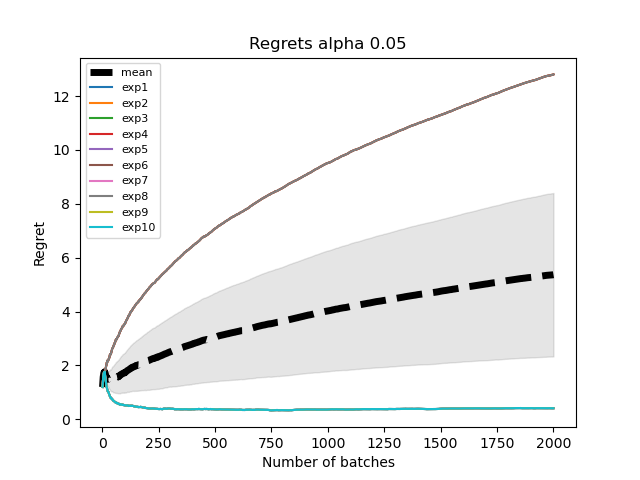 Regrets alpha 0.05
mean
exp1
exp2
exp3
exp4
exp5
exp6
exp7
exp8
exp9
exp10
12
10
8
6
4
2
0
Regret
0 250 500 750 1000 1250 1500 1750 2000
Number of batches